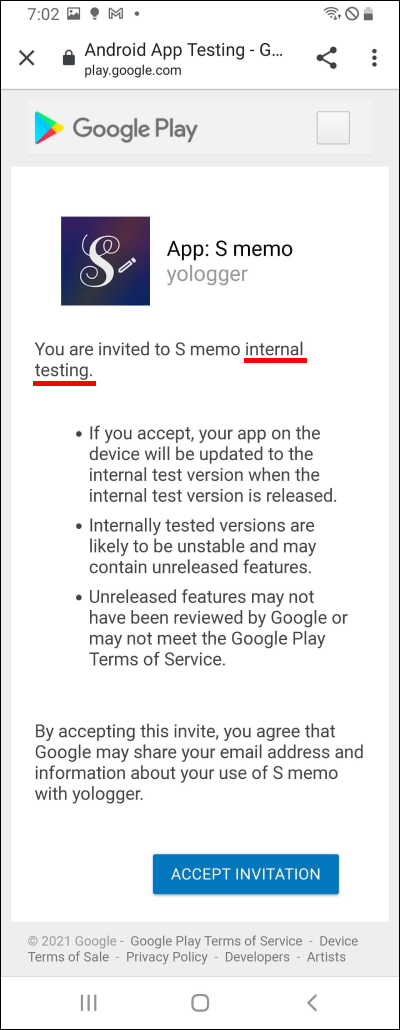 7:02
Android App Testing - G...
play.google.com
Google Play
S
App: S memo
yologger
You are invited to S memo internal
testing.
• If you accept, your app on the
device will be updated to the
internal test version when the
internal test version is released.
• Internally tested versions are
likely to be unstable and may
contain unreleased features.
• Unreleased features may not
have been reviewed by Google or
may not meet the Google Play
Terms of Service.
By accepting this invite, you agree that
Google may share your email address and
information about your use of S memo
with yologger.
ACCEPT INVITATION
© 2021 Google - Google Play Terms of Service - Device
Terms of Sale - Privacy Policy - Developers - Artists